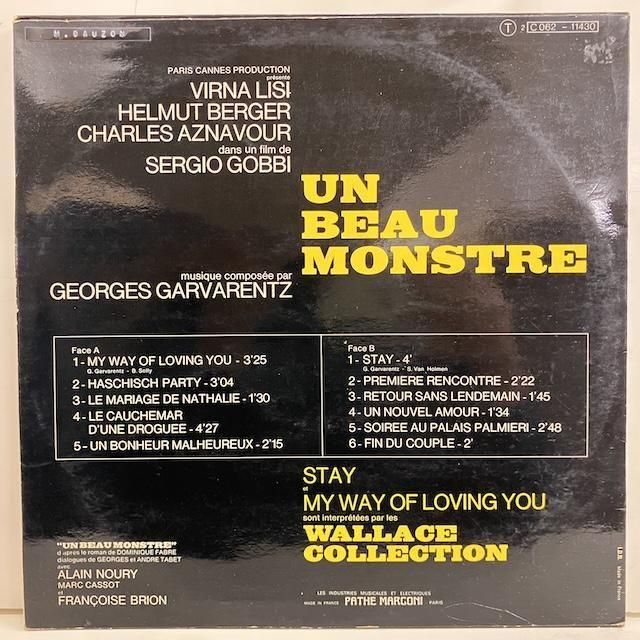 M. DAUZON
T 2 C 062 - 11430
PARIS CANNES PRODUCTION
présente
VIRNA LISI
HELMUT BERGER
CHARLES AZNAVOUR
dans un film de
SERGIO GOBBI
UN
BEAU
MONSTRE
musique composée par
GEORGES GARVARENTZ
Face A
1 - MY WAY OF LOVING YOU - 3'25
G. Garvarentz - B. Selly
2 - HASCHISCH PARTY - 3'04
3 - LE MARIAGE DE NATHALIE - 1'30
4 - LE CAUCHEMAR
D'UNE DROGUEE - 4'27
5 - UN BONHEUR MALHEUREUX - 2'15
Face B
1 - STAY - 4'
G. Garvarentz - S. Van Holmen
2 - PREMIERE RENCONTRE - 2'22
3 - RETOUR SANS LENDEMAIN - 1'45
4 - UN NOUVEL AMOUR - 1'34
5 - SOIREE AU PALAIS PALMIERI - 2'48
6 - FIN DU COUPLE - 2'
STAY
et
MY WAY OF LOVING YOU
sont interprétées par les
WALLACE
COLLECTION
"UN BEAU MONSTRE"
d'après le roman de DOMINIQUE FABRE
dialogues de GEORGES et ANDRE TABET
avec
ALAIN NOURY
MARC CASSOT
et
FRANÇOISE BRION
LES INDUSTRIES MUSICALES ET ELECTRIQUES
MADE IN FRANCE PATHE MARCONI PARIS
Made in France